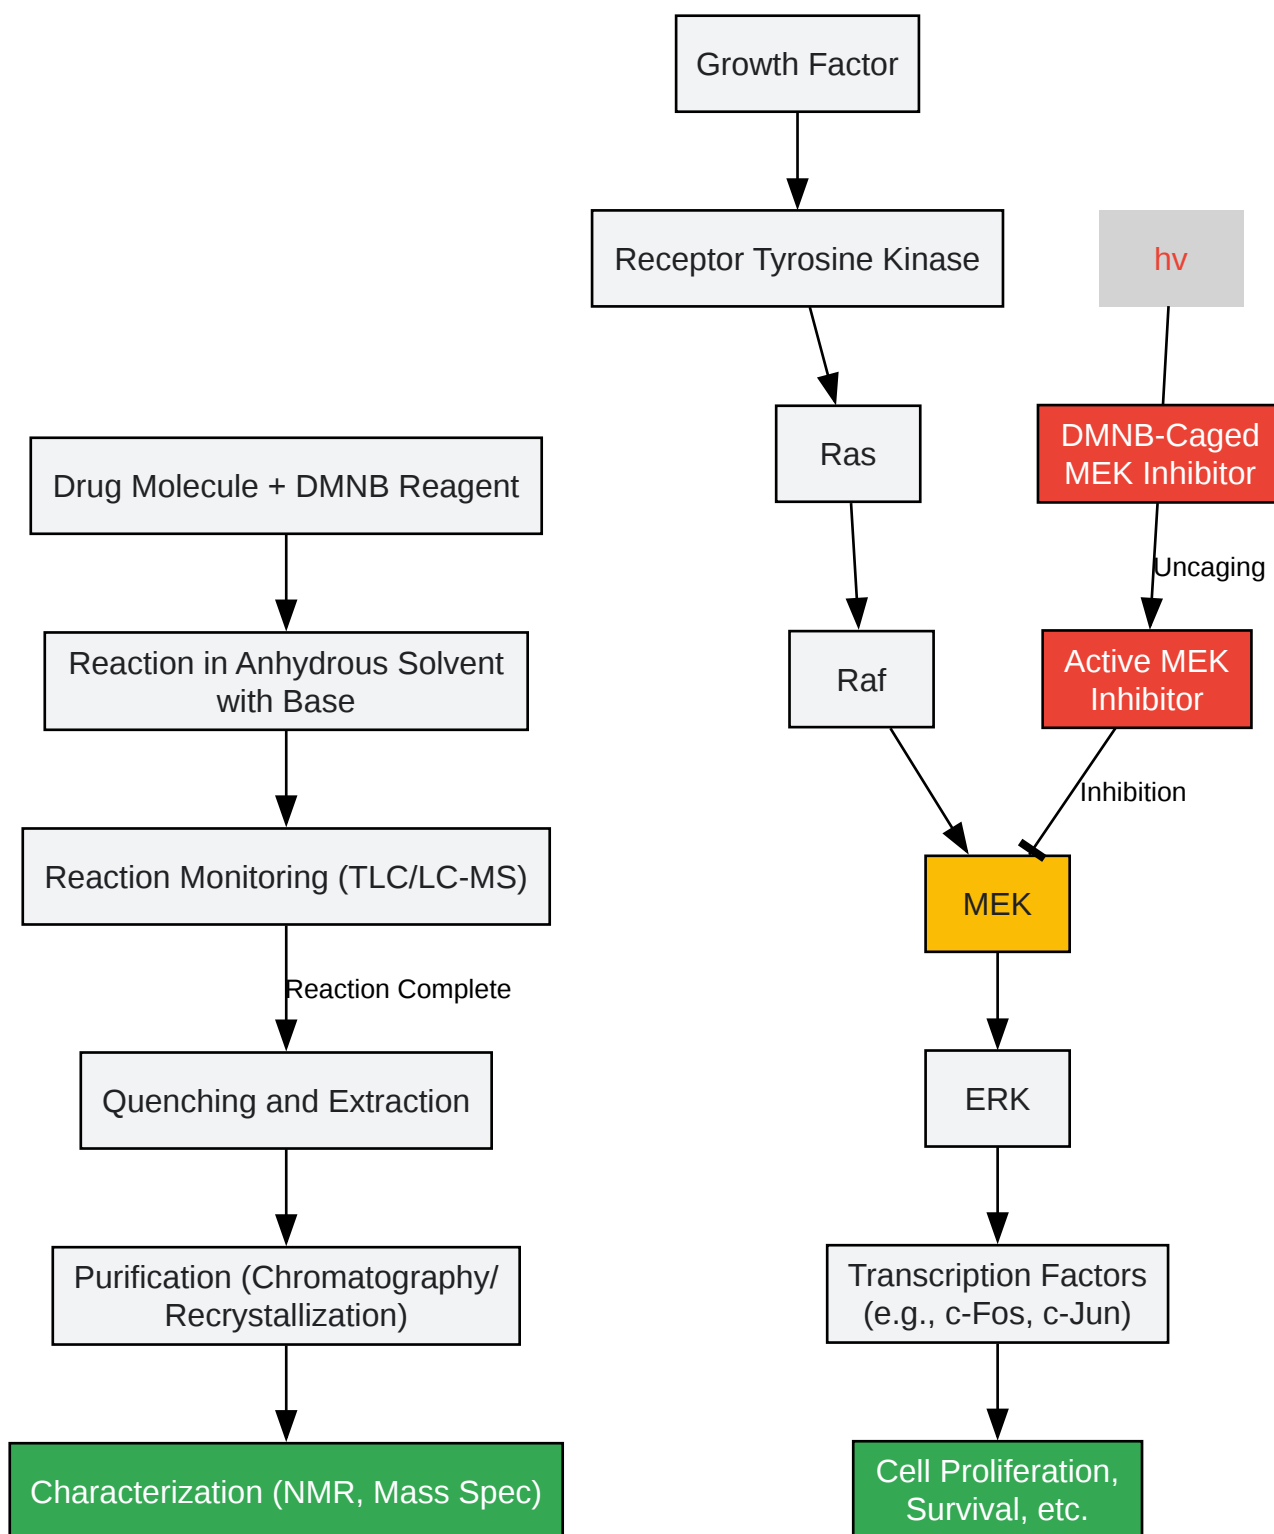 Growth Factor
Receptor Tyrosine Kinase
hv
Ras
DMNB-Caged
MEK Inhibitor
Drug Molecule + DMNB Reagent
Uncaging
Reaction in Anhydrous Solvent
with Base
Raf
Active MEK
Inhibitor
Inhibition
Reaction Monitoring (TLC/LC-MS)
MEK
Reaction Complete
Quenching and Extraction
ERK
Purification (Chromatography/
Recrystallization)
Transcription Factors
(e.g., c-Fos, c-Jun)
Characterization (NMR, Mass Spec)
Cell Proliferation,
Survival, etc.